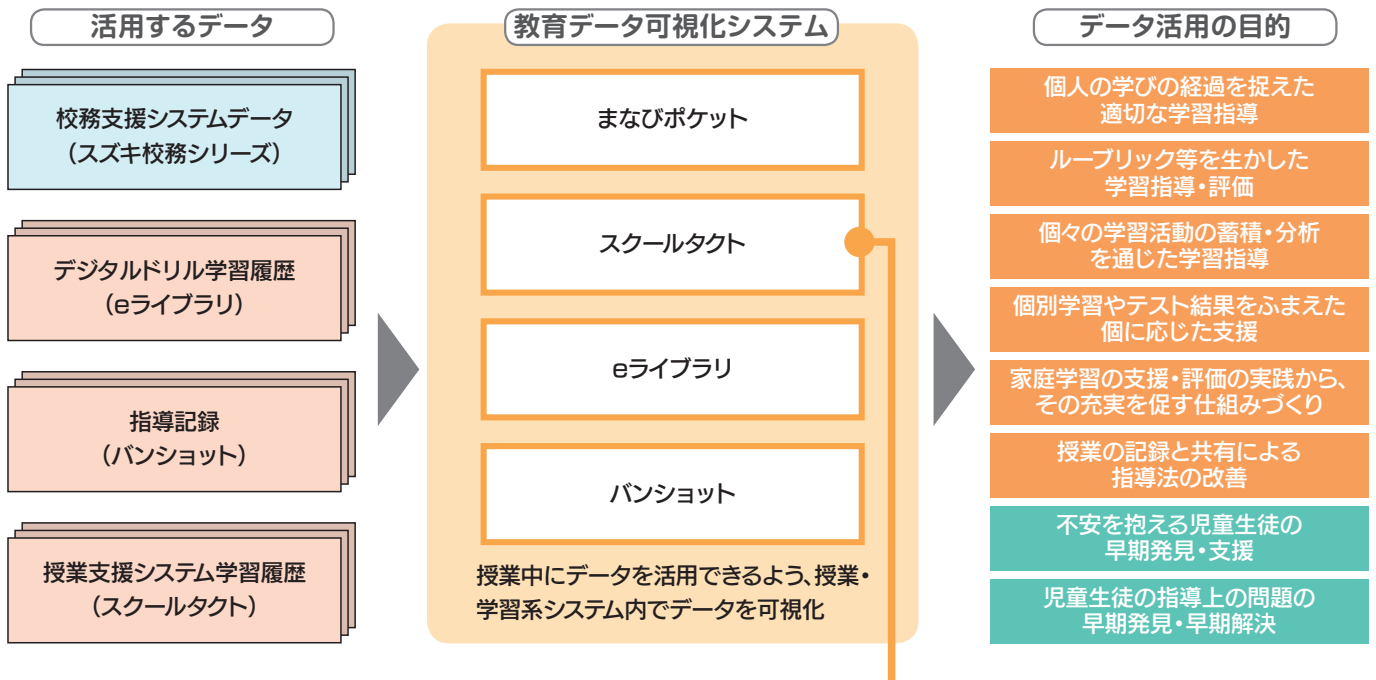 活用するデータ
校務支援システムデータ
（スズキ校務シリーズ）
デジタルドリル学習履歴
（eライブラリ）
指導記録
（バンショット）
授業支援システム学習履歴
（スクールタクト）
教育データ可視化システム
まなびポケット
スクールタクト
eライブラリ
バンショット
授業中にデータを活用できるよう、授業・
学習系システム内でデータを可視化
データ活用の目的
個人の学びの経過を捉えた
適切な学習指導
ルーブリック等を生かした
学習指導・評価
個々の学習活動の蓄積・分析
を通じた学習指導
個別学習やテスト結果をふまえた
個に応じた支援
家庭学習の支援・評価の実践から、
その充実を促す仕組みづくり
授業の記録と共有による
指導法の改善
不安を抱える児童生徒の
早期発見・支援
児童生徒の指導上の問題の
早期発見・早期解決